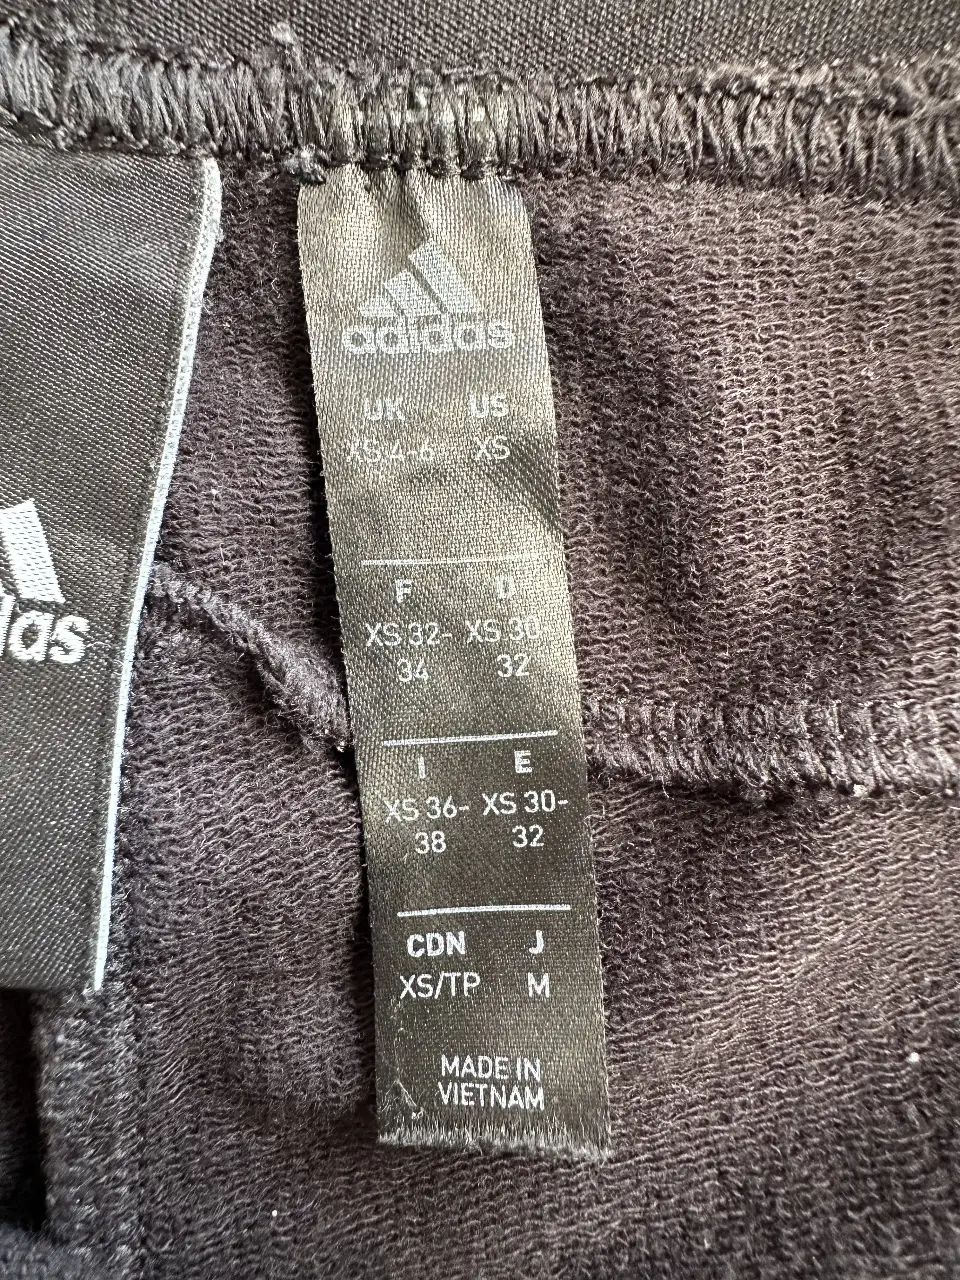 adidas
UK US
XS 4-6 XS
F D
XS 32- XS 30-
34 32
I E
XS 36- XS 30-
38 32
CDN J
XS/TP M
MADE IN
VIETNAM
das